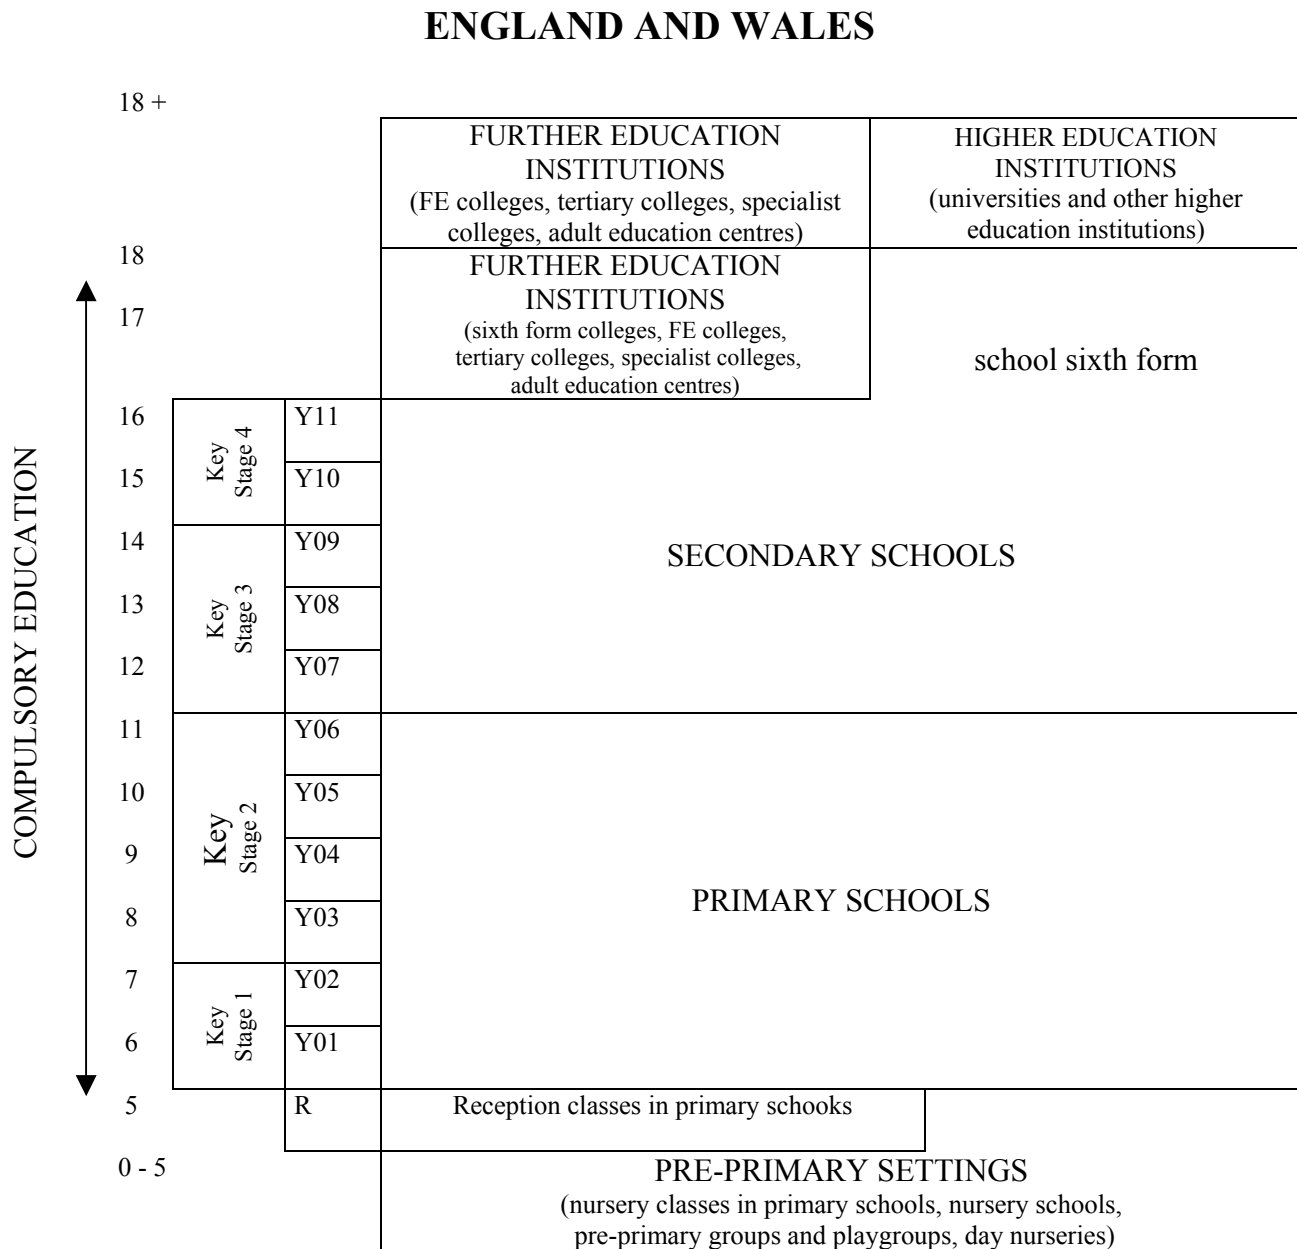 ENGLAND AND WALES
18 +
FURTHER EDUCATION
INSTITUTIONS
(FE colleges, tertiary colleges, specialist
colleges, adult education centres)
HIGHER EDUCATION
INSTITUTIONS
(universities and other higher
education institutions)
18
17
FURTHER EDUCATION
INSTITUTIONS
(sixth form colleges, FE colleges,
tertiary colleges, specialist colleges,
adult education centres)
school sixth form
COMPULSORY EDUCATION
16
Key
Stage 4
Y11
15
Y10
14
Key
Stage 3
Y09
SECONDARY SCHOOLS
13
Y08
12
Y07
11
Key
Stage 2
Y06
10
Y05
9
Y04
PRIMARY SCHOOLS
8
Y03
7
Key
Stage 1
Y02
6
Y01
5
R
Reception classes in primary schooks
0 - 5
PRE-PRIMARY SETTINGS
(nursery classes in primary schools, nursery schools,
pre-primary groups and playgroups, day nurseries)